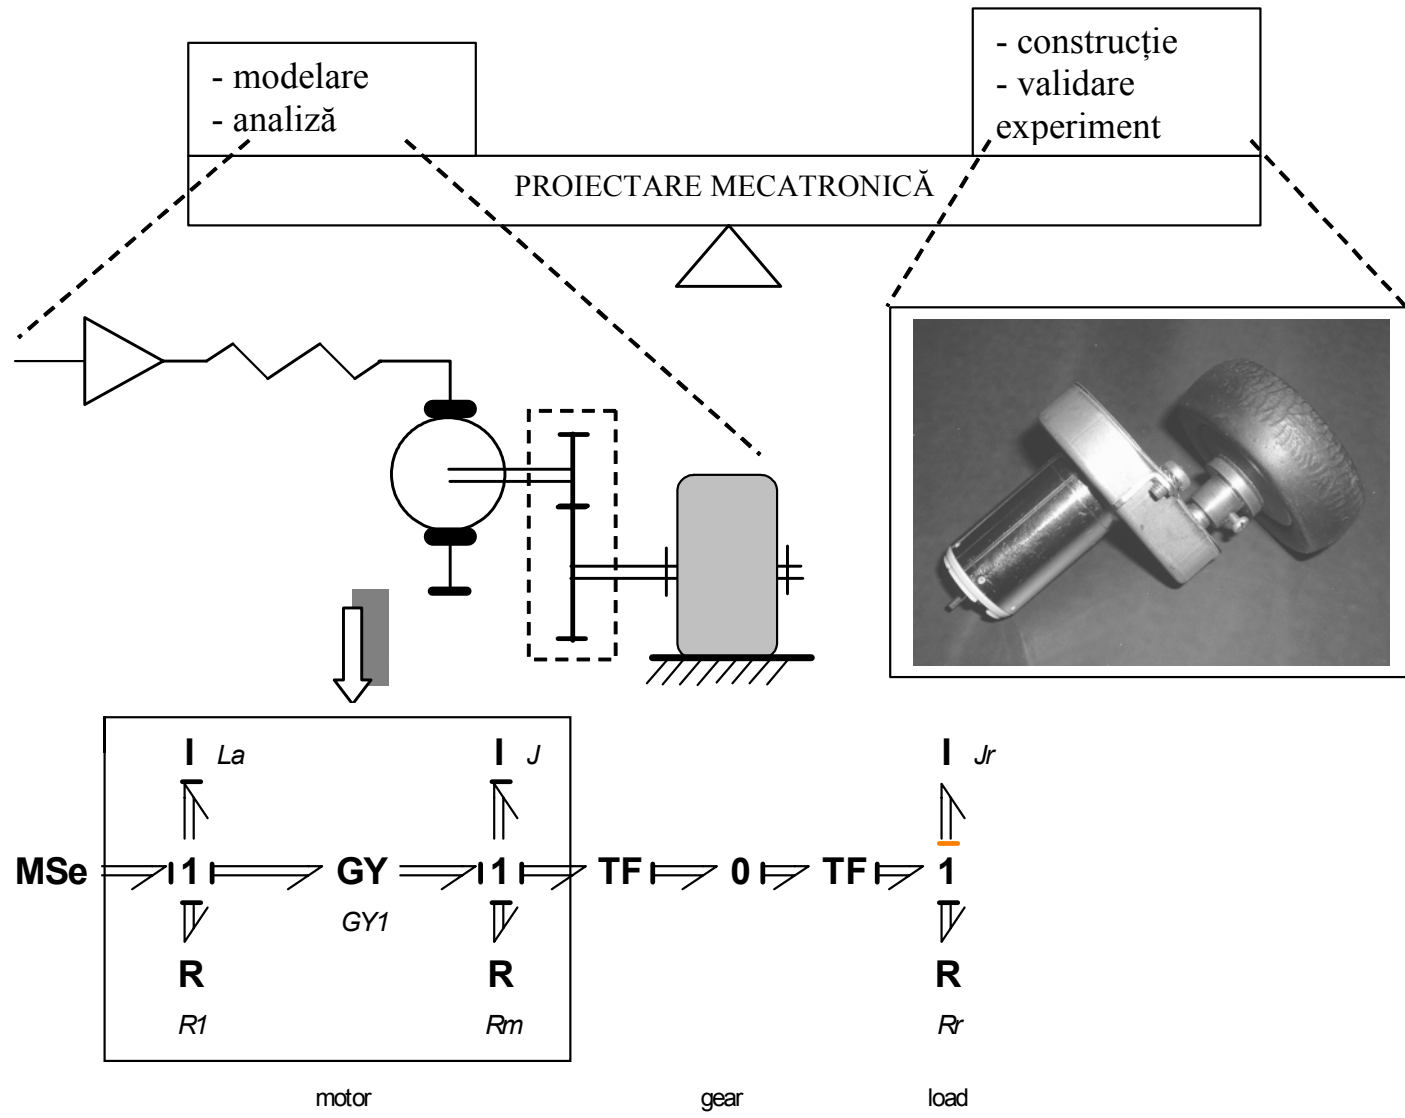 - modelare
- analiză
- construcție
- validare
experiment
PROIECTARE MECATRONICĂ
I La
I J
I Jr
MSe 1 GY 1 TF 0 TF 1
GY1
R R R
R1 Rm Rr
motor gear load